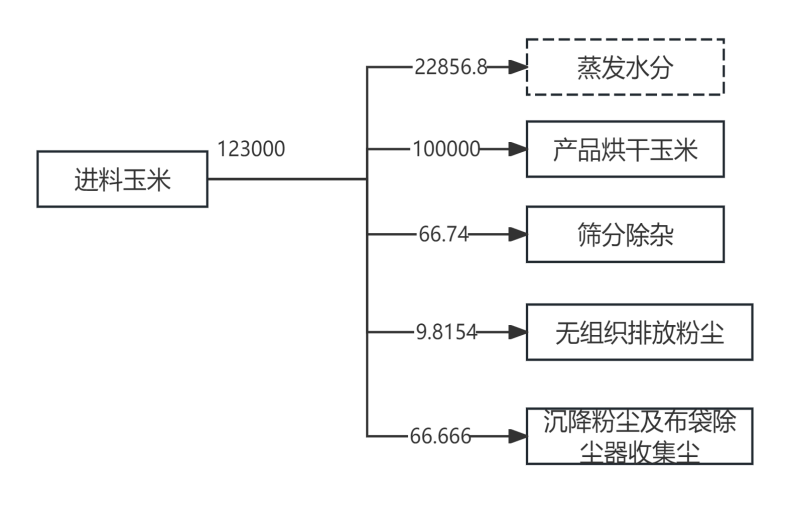 22856.8
蒸发水分
123000
进料玉米
100000
产品烘干玉米
66.74
筛分除杂
9.8154
无组织排放粉尘
66.666
沉降粉尘及布袋除
尘器收集尘